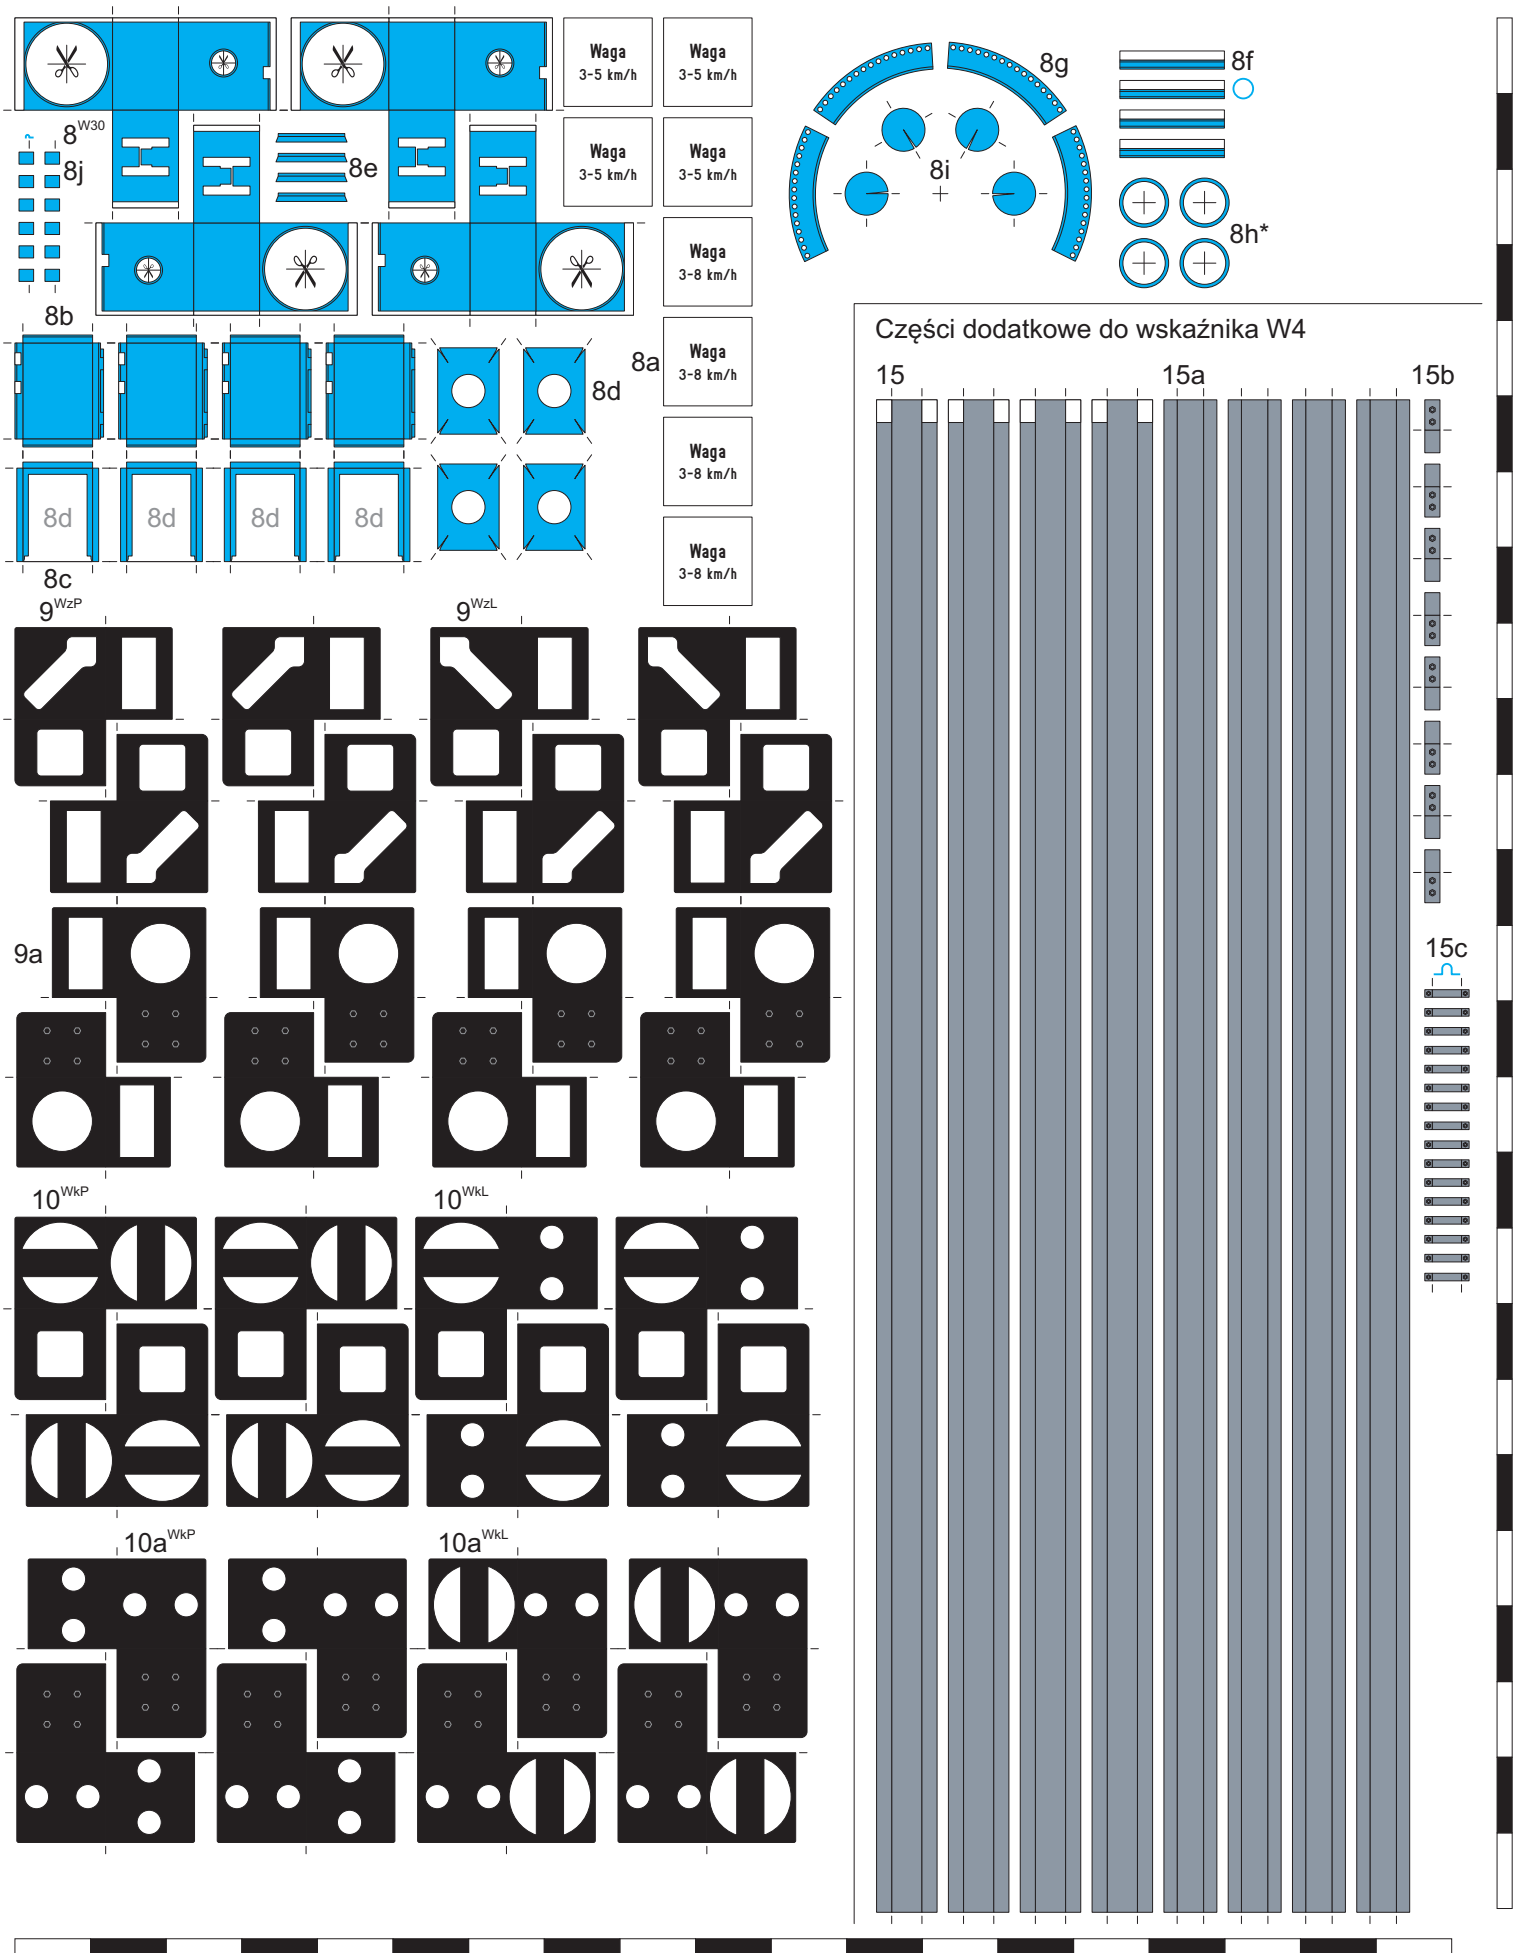 Waga
3-5 km/h
Waga
3-5 km/h
8g
8f
8W30
8j
8e
Waga
3-5 km/h
Waga
3-5 km/h
8i
8h*
Waga
3-8 km/h
8b
Części dodatkowe do wskaźnika W4
8a
Waga
3-8 km/h
8d
15
15a
15b
Waga
3-8 km/h
8d
8d
8d
8d
Waga
3-8 km/h
8c
9WzP
9WzL
9a
15c
10WkP
10WkL
10aWkP
10aWkL